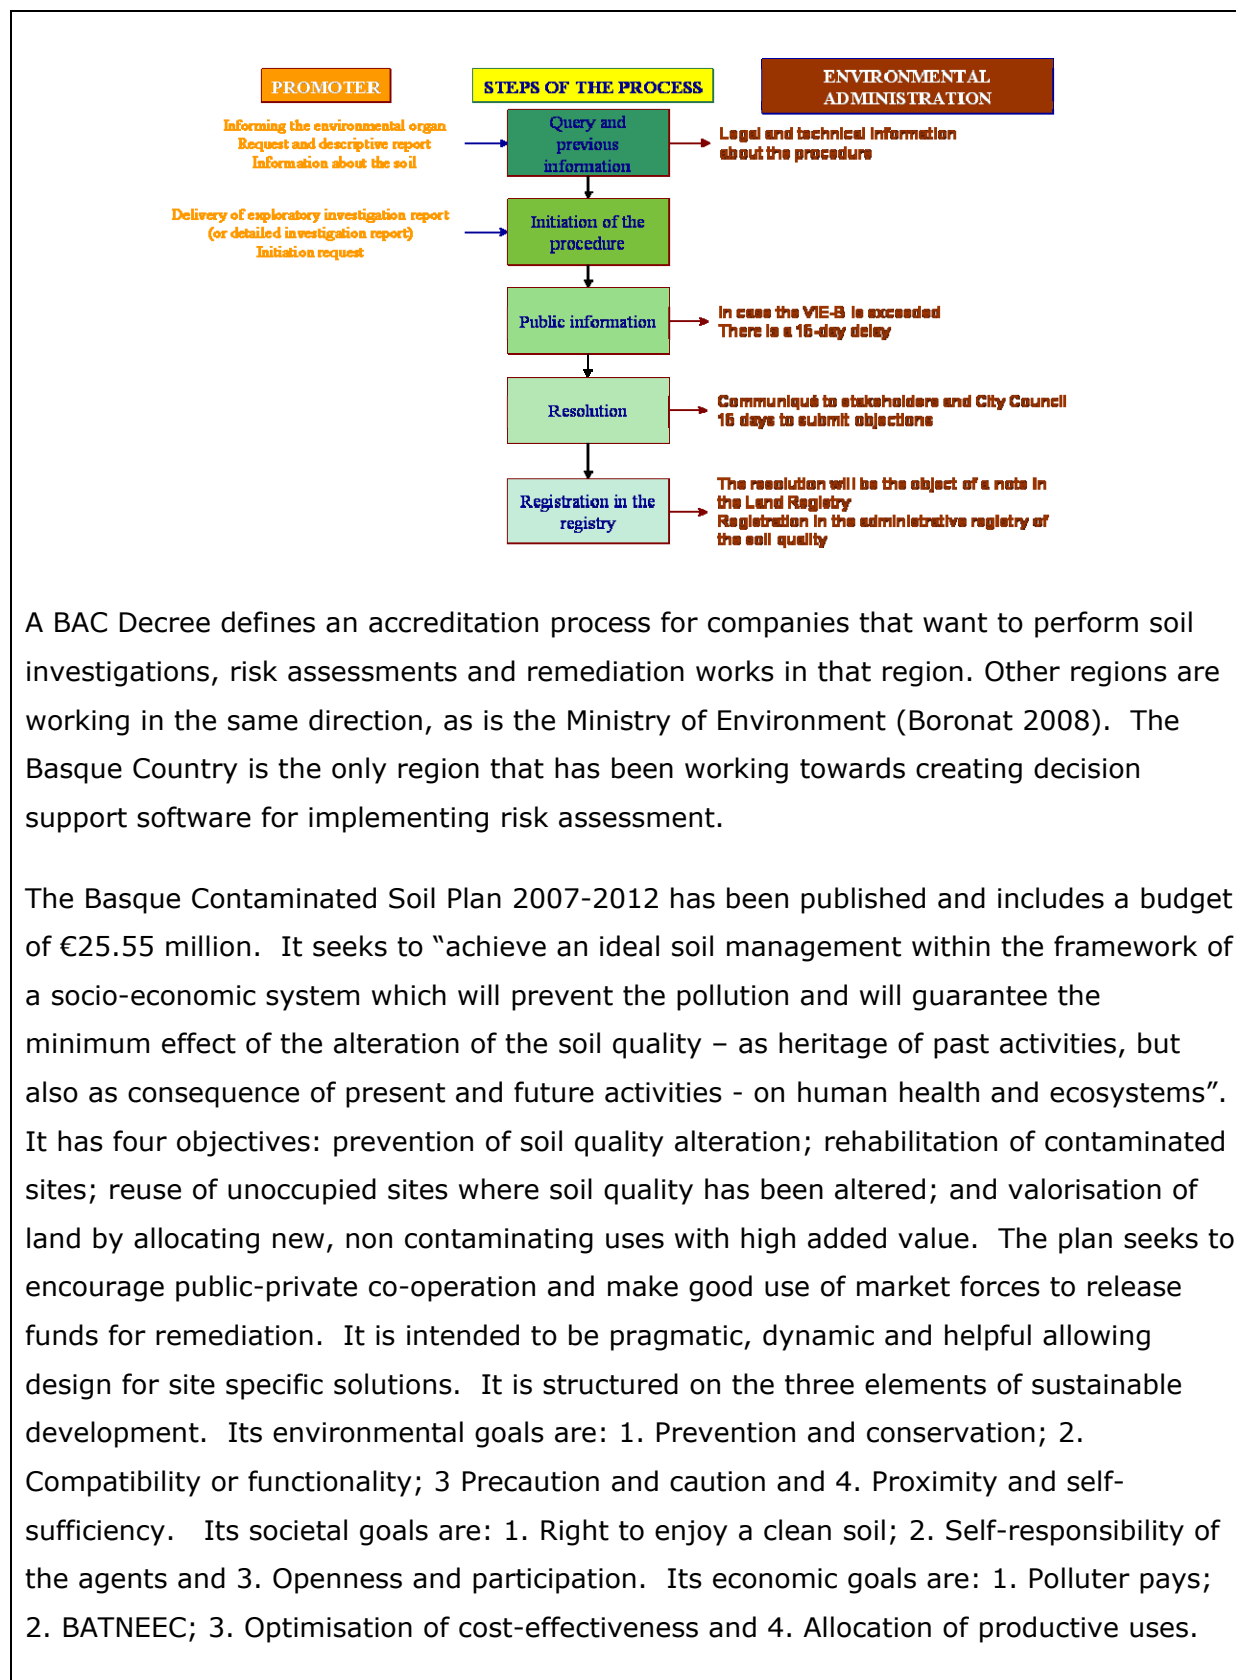 PROMOTER
STEPS OF THE PROCESS
ENVIRONMENTAL
ADMINISTRATION
Informing the environmental organ
Request and descriptive report
Information about the soil
Query and
previous
information
Legal and technical information
about the procedure
Delivery of exploratory investigation report
(or detailed investigation report)
Initiation request
Initiation of the
procedure
Public information
In case the VIE-B is exceeded
There is a 15-day delay
Resolution
Communiqué to stakeholders and City Council
15 days to submit objections
Registration in the
registry
The resolution will be the object of a note in
the Land Registry
Registration in the administrative registry of
the soil quality
A BAC Decree defines an accreditation process for companies that want to perform soil
investigations, risk assessments and remediation works in that region. Other regions are
working in the same direction, as is the Ministry of Environment (Boronat 2008).  The
Basque Country is the only region that has been working towards creating decision
support software for implementing risk assessment.
The Basque Contaminated Soil Plan 2007-2012 has been published and includes a budget
of €25.55 million.  It seeks to “achieve an ideal soil management within the framework of
a socio-economic system which will prevent the pollution and will guarantee the
minimum effect of the alteration of the soil quality – as heritage of past activities, but
also as consequence of present and future activities - on human health and ecosystems”.
It has four objectives: prevention of soil quality alteration; rehabilitation of contaminated
sites; reuse of unoccupied sites where soil quality has been altered; and valorisation of
land by allocating new, non contaminating uses with high added value.  The plan seeks to
encourage public-private co-operation and make good use of market forces to release
funds for remediation.  It is intended to be pragmatic, dynamic and helpful allowing
design for site specific solutions.  It is structured on the three elements of sustainable
development.  Its environmental goals are: 1. Prevention and conservation; 2.
Compatibility or functionality; 3 Precaution and caution and 4. Proximity and self-
sufficiency.   Its societal goals are: 1. Right to enjoy a clean soil; 2. Self-responsibility of
the agents and 3. Openness and participation.  Its economic goals are: 1. Polluter pays;
2. BATNEEC; 3. Optimisation of cost-effectiveness and 4. Allocation of productive uses.